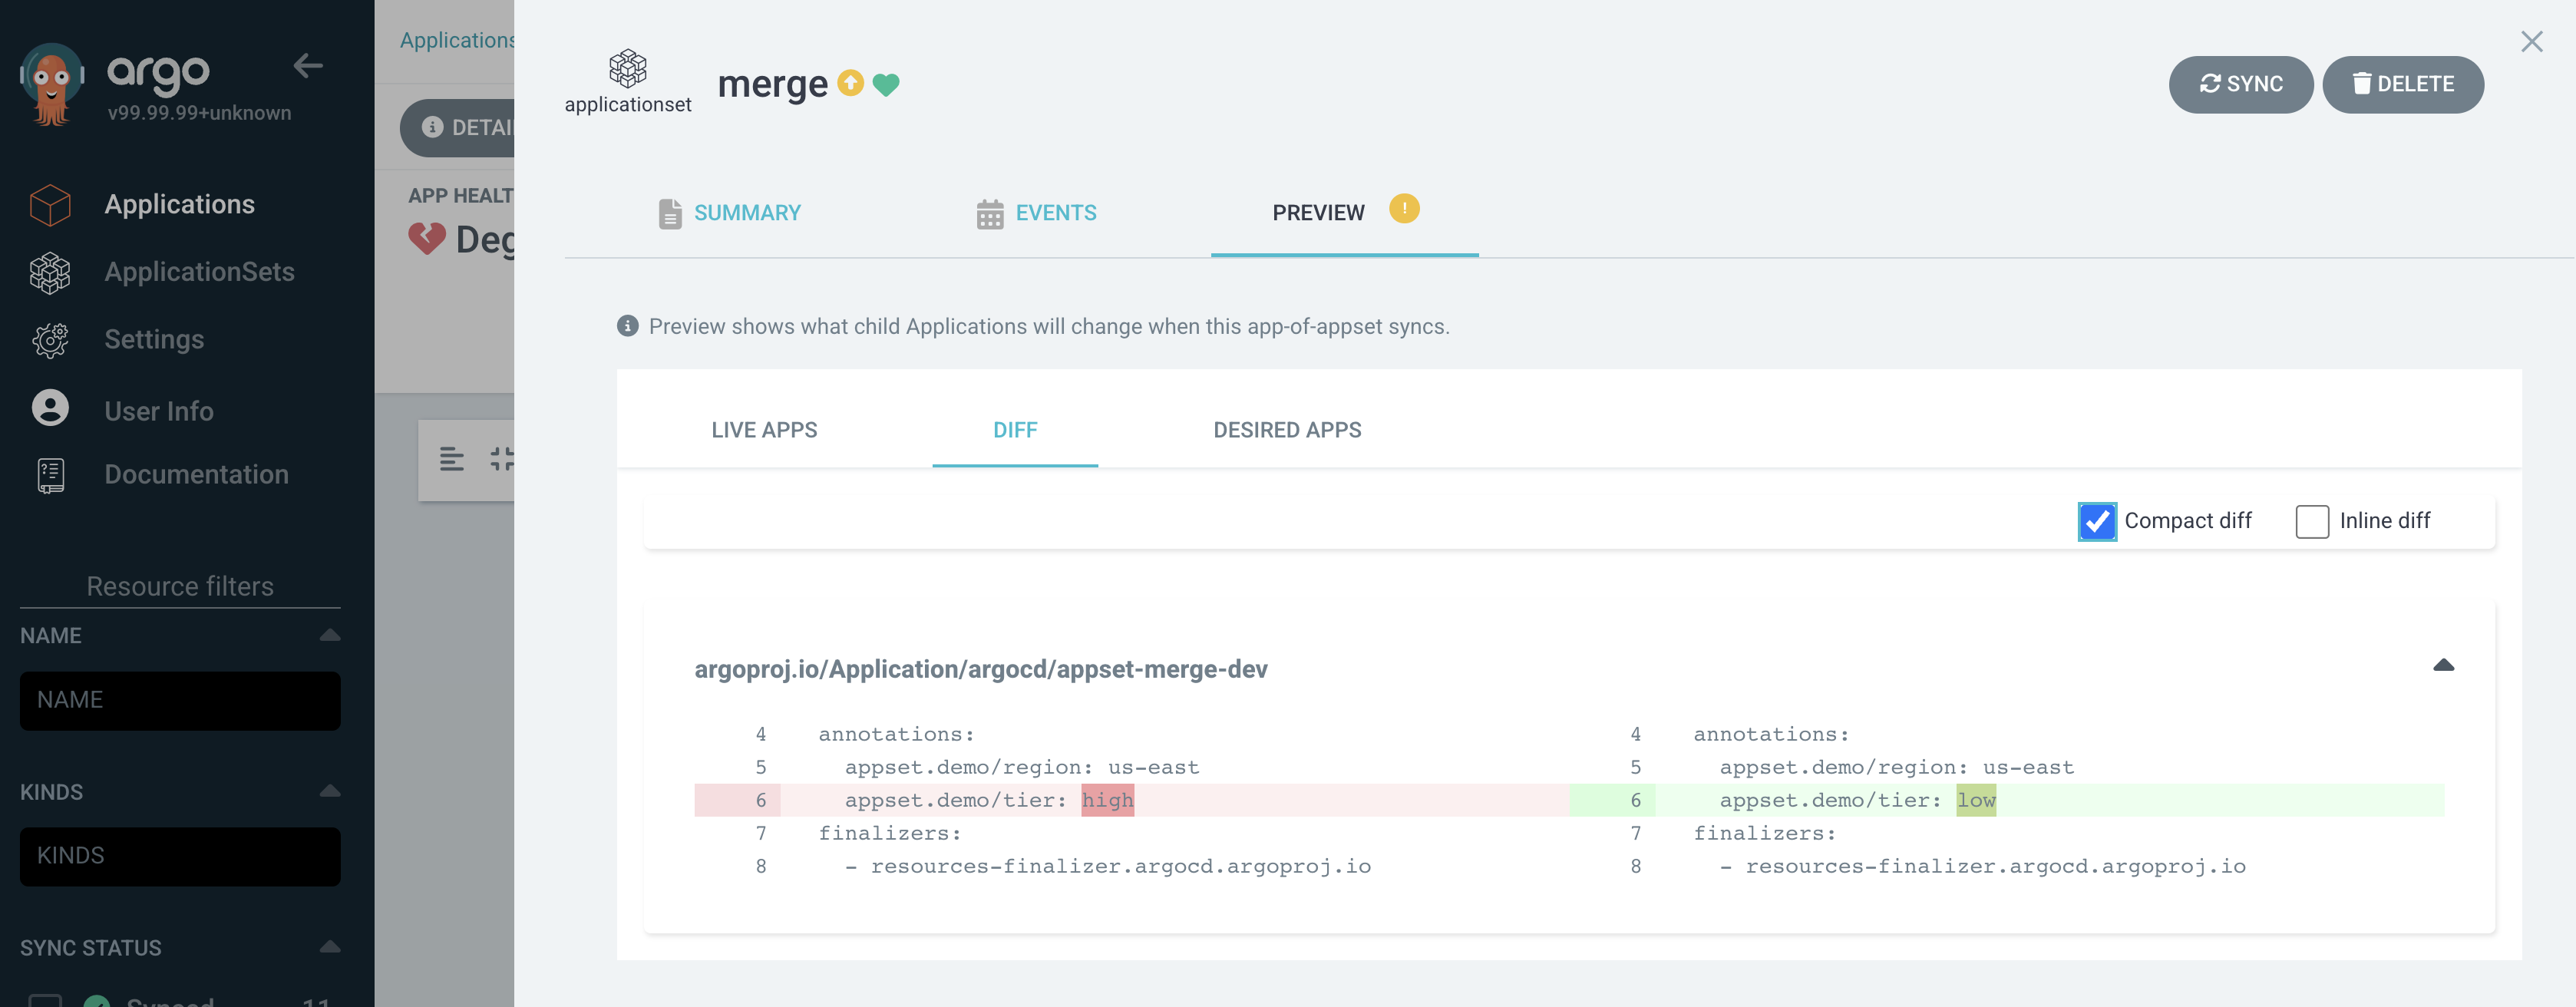 argo
v99.99.99+unknown
Applications
ApplicationSets
Settings
User Info
Documentation
Resource filters
NAME
NAME
KINDS
KINDS
SYNC STATUS
Synced 11
Applications
DETAI
APP HEALT
Deg
applicationset
merge
SYNC
DELETE
SUMMARY
EVENTS
PREVIEW !
Preview shows what child Applications will change when this app-of-appset syncs.
LIVE APPS
DIFF
DESIRED APPS
Compact diff
Inline diff
argoproj.io/Application/argocd/appset-merge-dev
4 annotations:
5 appset.demo/region: us-east
6 appset.demo/tier: high
7 finalizers:
8 - resources-finalizer.argocd.argoproj.io
4 annotations:
5 appset.demo/region: us-east
6 appset.demo/tier: low
7 finalizers:
8 - resources-finalizer.argocd.argoproj.io